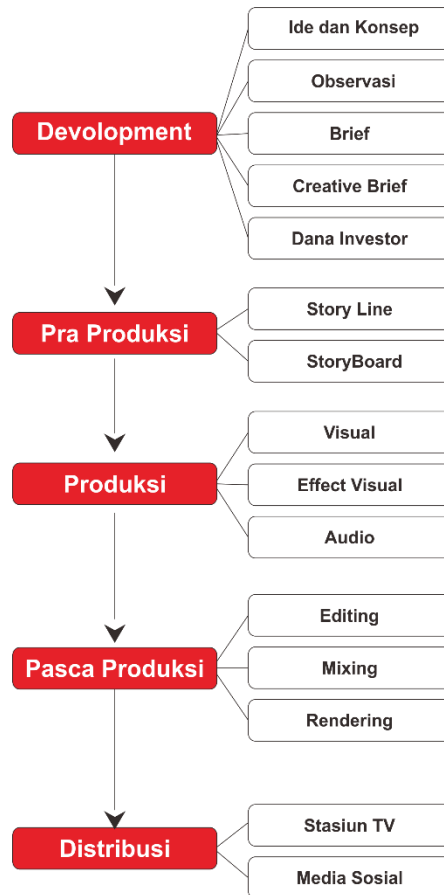 Devolopment
Ide dan Konsep
Observasi
Brief
Creative Brief
Dana Investor
Pra Produksi
Story Line
StoryBoard
Produksi
Visual
Effect Visual
Audio
Pasca Produksi
Editing
Mixing
Rendering
Distribusi
Stasiun TV
Media Sosial